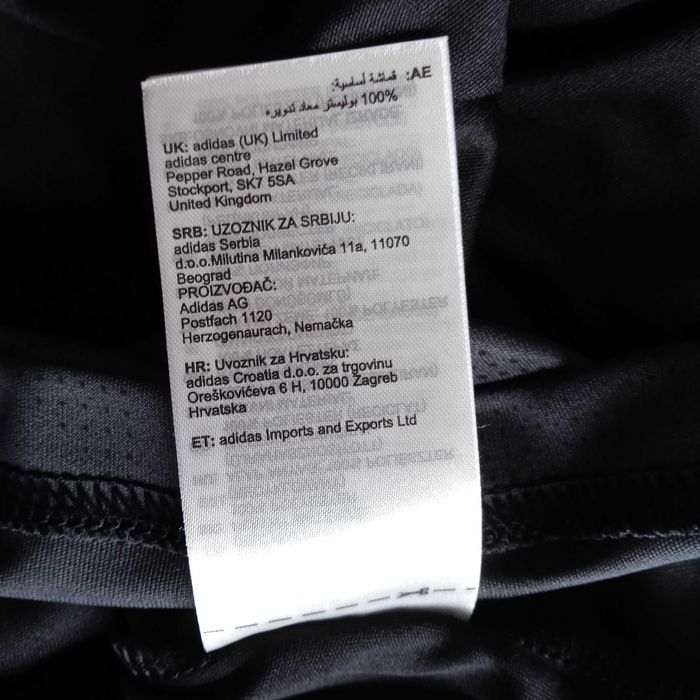 AE: قماشة أساسية:
100% بوليستر معاد تدويره
UK: adidas (UK) Limited
adidas centre
Pepper Road, Hazel Grove
Stockport, SK7 5SA
United Kingdom
SRB: UZOZNIK ZA SRBIJU:
adidas Serbia
d.o.o.Milutina Milankovića 11a, 11070
Beograd
PROIZVOĐAČ:
Adidas AG
Postfach 1120
Herzogenaurach, Nemačka
HR: Uvoznik za Hrvatsku:
adidas Croatia d.o.o. za trgovinu
Oreškovićeva 6 H, 10000 Zagreb
Hrvatska
ET: adidas Imports and Exports Ltd